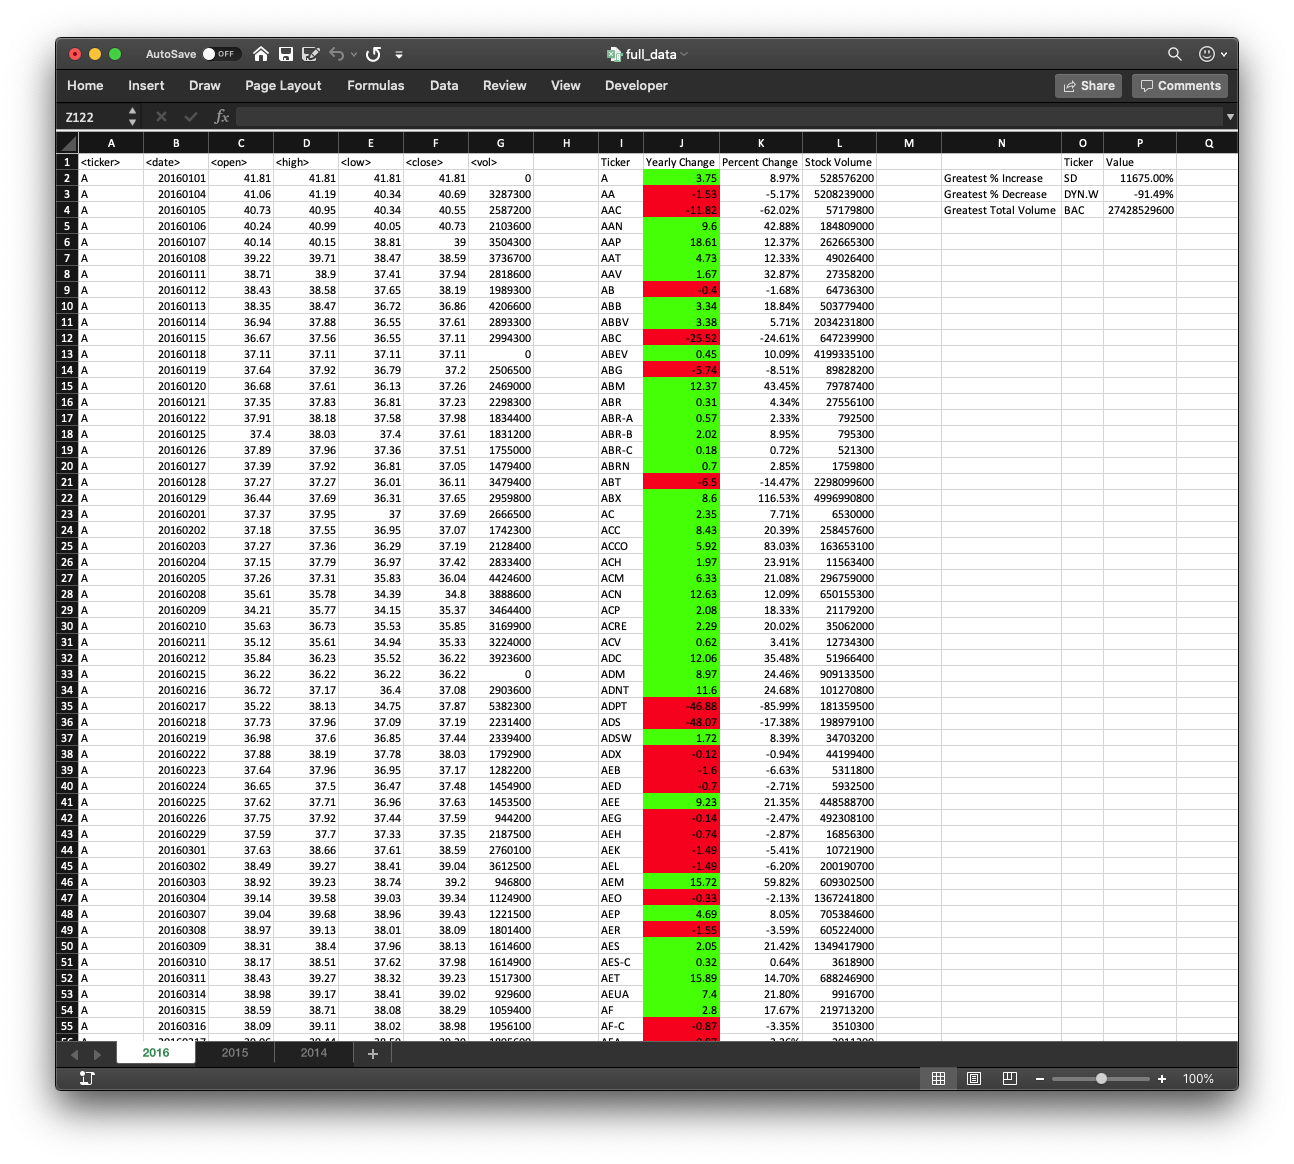 AutoSave OFF full_data
Home Insert Draw Page Layout Formulas Data Review View Developer Share Comments
Z122 fx
A B C D E F G H I J K L M N O P Q
1 <ticker> <date> <open> <high> <low> <close> <vol> Ticker Yearly Change Percent Change Stock Volume Ticker Value
2 A 20160101 41.81 41.81 41.81 41.81 0 A 3.75 8.97% 528576200 Greatest % Increase SD 11675.00%
3 A 20160104 41.06 41.19 40.34 40.69 3287300 AA -1.53 -5.17% 5208239000 Greatest % Decrease DYN.W -91.49%
4 A 20160105 40.73 40.95 40.34 40.55 2587200 AAC -11.82 -62.02% 57179800 Greatest Total Volume BAC 27428529600
5 A 20160106 40.24 40.99 40.05 40.73 2103600 AAN 9.6 42.88% 184809000
6 A 20160107 40.14 40.15 38.81 39 3504300 AAP 18.61 12.37% 262665300
7 A 20160108 39.22 39.71 38.47 38.59 3736700 AAT 4.73 12.33% 49026400
8 A 20160111 38.71 38.9 37.41 37.94 2818600 AAV 1.67 32.87% 27358200
9 A 20160112 38.43 38.58 37.65 38.19 1989300 AB -0.4 -1.68% 64736300
10 A 20160113 38.35 38.47 36.72 36.86 4206600 ABB 3.34 18.84% 503779400
11 A 20160114 36.94 37.88 36.55 37.61 2893300 ABBV 3.38 5.71% 2034231800
12 A 20160115 36.67 37.56 36.55 37.11 2994300 ABC -25.52 -24.61% 647239900
13 A 20160118 37.11 37.11 37.11 37.11 0 ABEV 0.45 10.09% 4199335100
14 A 20160119 37.64 37.92 36.79 37.2 2506500 ABG -5.74 -8.51% 89828200
15 A 20160120 36.68 37.61 36.13 37.26 2469000 ABM 12.37 43.45% 79787400
16 A 20160121 37.35 37.83 36.81 37.23 2298300 ABR 0.31 4.34% 27556100
17 A 20160122 37.91 38.18 37.58 37.98 1834400 ABR-A 0.57 2.33% 792500
18 A 20160125 37.4 38.03 37.4 37.61 1831200 ABR-B 2.02 8.95% 795300
19 A 20160126 37.89 37.96 37.36 37.51 1755000 ABR-C 0.18 0.72% 521300
20 A 20160127 37.39 37.92 36.81 37.05 1479400 ABRN 0.7 2.85% 1759800
21 A 20160128 37.27 37.27 36.01 36.11 3479400 ABT -6.5 -14.47% 2298099600
22 A 20160129 36.44 37.69 36.31 37.65 2959800 ABX 8.6 116.53% 4996990800
23 A 20160201 37.37 37.95 37 37.69 2666500 AC 2.35 7.71% 6530000
24 A 20160202 37.18 37.55 36.95 37.07 1742300 ACC 8.43 20.39% 258457600
25 A 20160203 37.27 37.36 36.29 37.19 2128400 ACCO 5.92 83.03% 163653100
26 A 20160204 37.15 37.79 36.97 37.42 2833400 ACH 1.97 23.91% 11563400
27 A 20160205 37.26 37.31 35.83 36.04 4424600 ACM 6.33 21.08% 296759000
28 A 20160208 35.61 35.78 34.39 34.8 3888600 ACN 12.63 12.09% 650155300
29 A 20160209 34.21 35.77 34.15 35.37 3464400 ACP 2.08 18.33% 21179200
30 A 20160210 35.63 36.73 35.53 35.85 3169900 ACRE 2.29 20.02% 35062000
31 A 20160211 35.12 35.61 34.94 35.33 3224000 ACV 0.62 3.41% 12734300
32 A 20160212 35.84 36.23 35.52 36.22 3923600 ADC 12.06 35.48% 51966400
33 A 20160215 36.22 36.22 36.22 36.22 0 ADM 8.97 24.46% 909133500
34 A 20160216 36.72 37.17 36.4 37.08 2903600 ADNT 11.6 24.68% 101270800
35 A 20160217 35.22 38.13 34.75 37.87 5382300 ADPT -46.88 -85.99% 181359500
36 A 20160218 37.73 37.96 37.09 37.19 2231400 ADS -48.07 -17.38% 198979100
37 A 20160219 36.98 37.6 36.85 37.44 2339400 ADSW 1.72 8.39% 34703200
38 A 20160222 37.88 38.19 37.78 38.03 1792900 ADX -0.12 -0.94% 44199400
39 A 20160223 37.64 37.96 36.95 37.17 1282200 AEB -1.6 -6.63% 5311800
40 A 20160224 36.65 37.5 36.47 37.48 1454900 AED -0.7 -2.71% 5932500
41 A 20160225 37.62 37.71 36.96 37.63 1453500 AEE 9.23 21.35% 448588700
42 A 20160226 37.75 37.92 37.44 37.59 944200 AEG -0.14 -2.47% 492308100
43 A 20160229 37.59 37.7 37.33 37.35 2187500 AEH -0.74 -2.87% 16856300
44 A 20160301 37.63 38.66 37.61 38.59 2760100 AEK -1.49 -5.41% 10721900
45 A 20160302 38.49 39.27 38.41 39.04 3612500 AEL -1.49 -6.20% 200190700
46 A 20160303 38.92 39.23 38.74 39.2 946800 AEM 15.72 59.82% 609302500
47 A 20160304 39.14 39.58 39.03 39.34 1124900 AEO -0.33 -2.13% 1367241800
48 A 20160307 39.04 39.68 38.96 39.43 1221500 AEP 4.69 8.05% 705384600
49 A 20160308 38.97 39.13 38.01 38.09 1801400 AER -1.55 -3.59% 605224000
50 A 20160309 38.31 38.4 37.96 38.13 1614600 AES 2.05 21.42% 1349417900
51 A 20160310 38.17 38.51 37.62 37.98 1614900 AES-C 0.32 0.64% 3618900
52 A 20160311 38.43 39.27 38.32 39.23 1517300 AET 15.89 14.70% 688246900
53 A 20160314 38.98 39.17 38.41 39.02 929600 AEUA 7.4 21.80% 9916700
54 A 20160315 38.59 38.71 38.08 38.29 1059400 AF 2.8 17.67% 219713200
55 A 20160316 38.09 39.11 38.02 38.98 1956100 AF-C -0.87 -3.35% 3510300
2016 2015 2014 +
100%